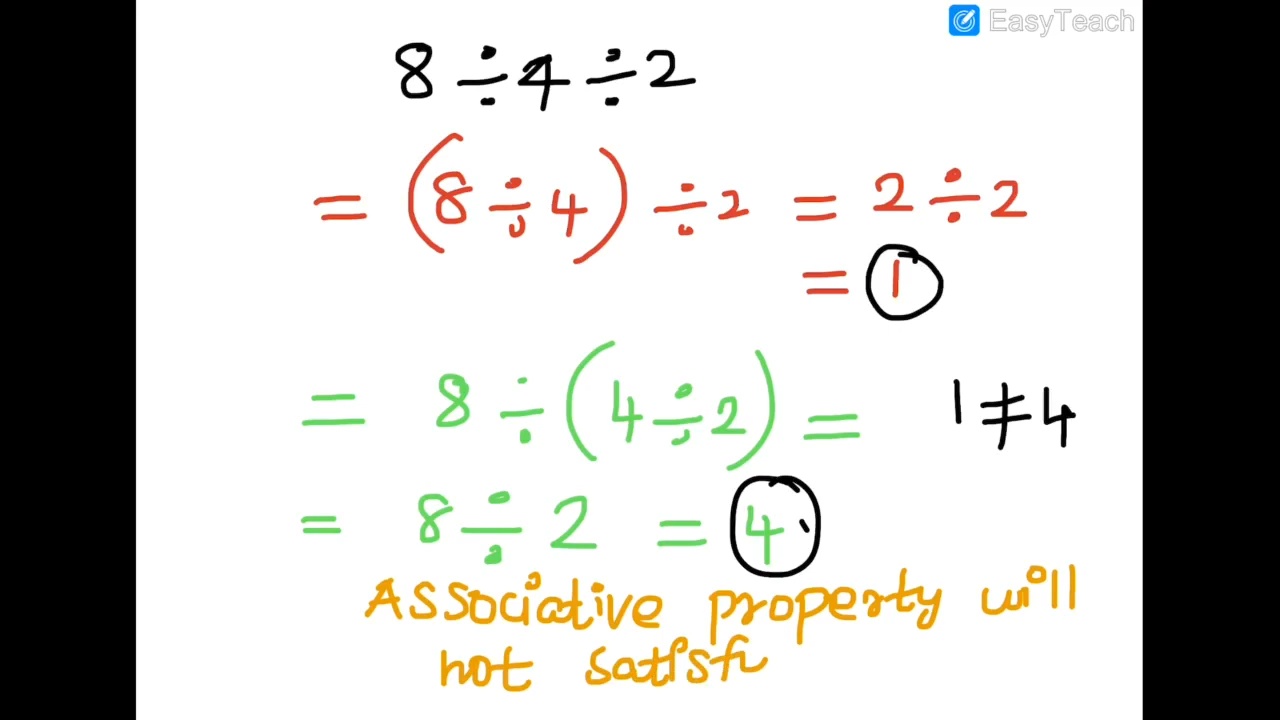 EasyTeach
8 ÷ 4 ÷ 2
= (8 ÷ 4) ÷ 2 = 2 ÷ 2
= 1
= 8 ÷ (4 ÷ 2) =
1 ≠ 4
= 8 ÷ 2 = 4
Associative property will
not satisfy